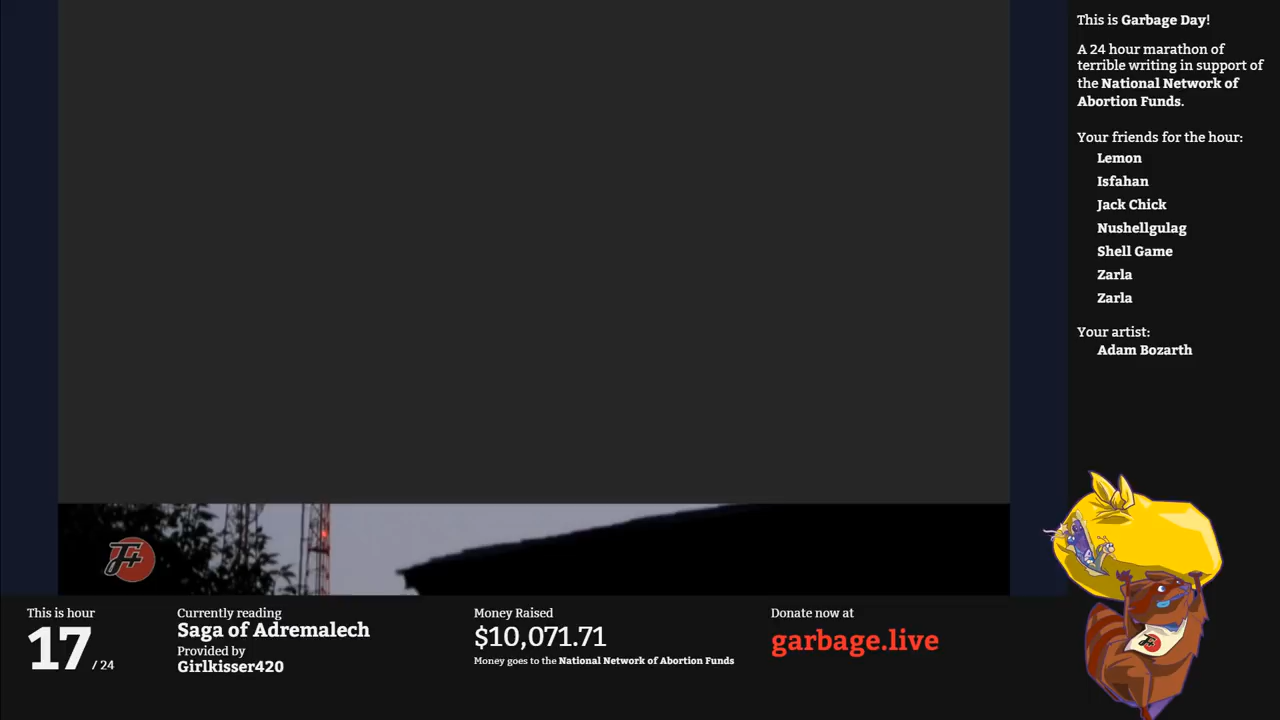 This is Garbage Day!
A 24 hour marathon of
terrible writing in support of
the National Network of
Abortion Funds.
Your friends for the hour:
Lemon
Isfahan
Jack Chick
Nushellgulag
Shell Game
Zarla
Zarla
Your artist:
Adam Bozarth
F+
This is hour
17 / 24
Currently reading
Saga of Adremalech
Provided by
Girlkisser420
Money Raised
$10,071.71
Money goes to the National Network of Abortion Funds
Donate now at
garbage.live